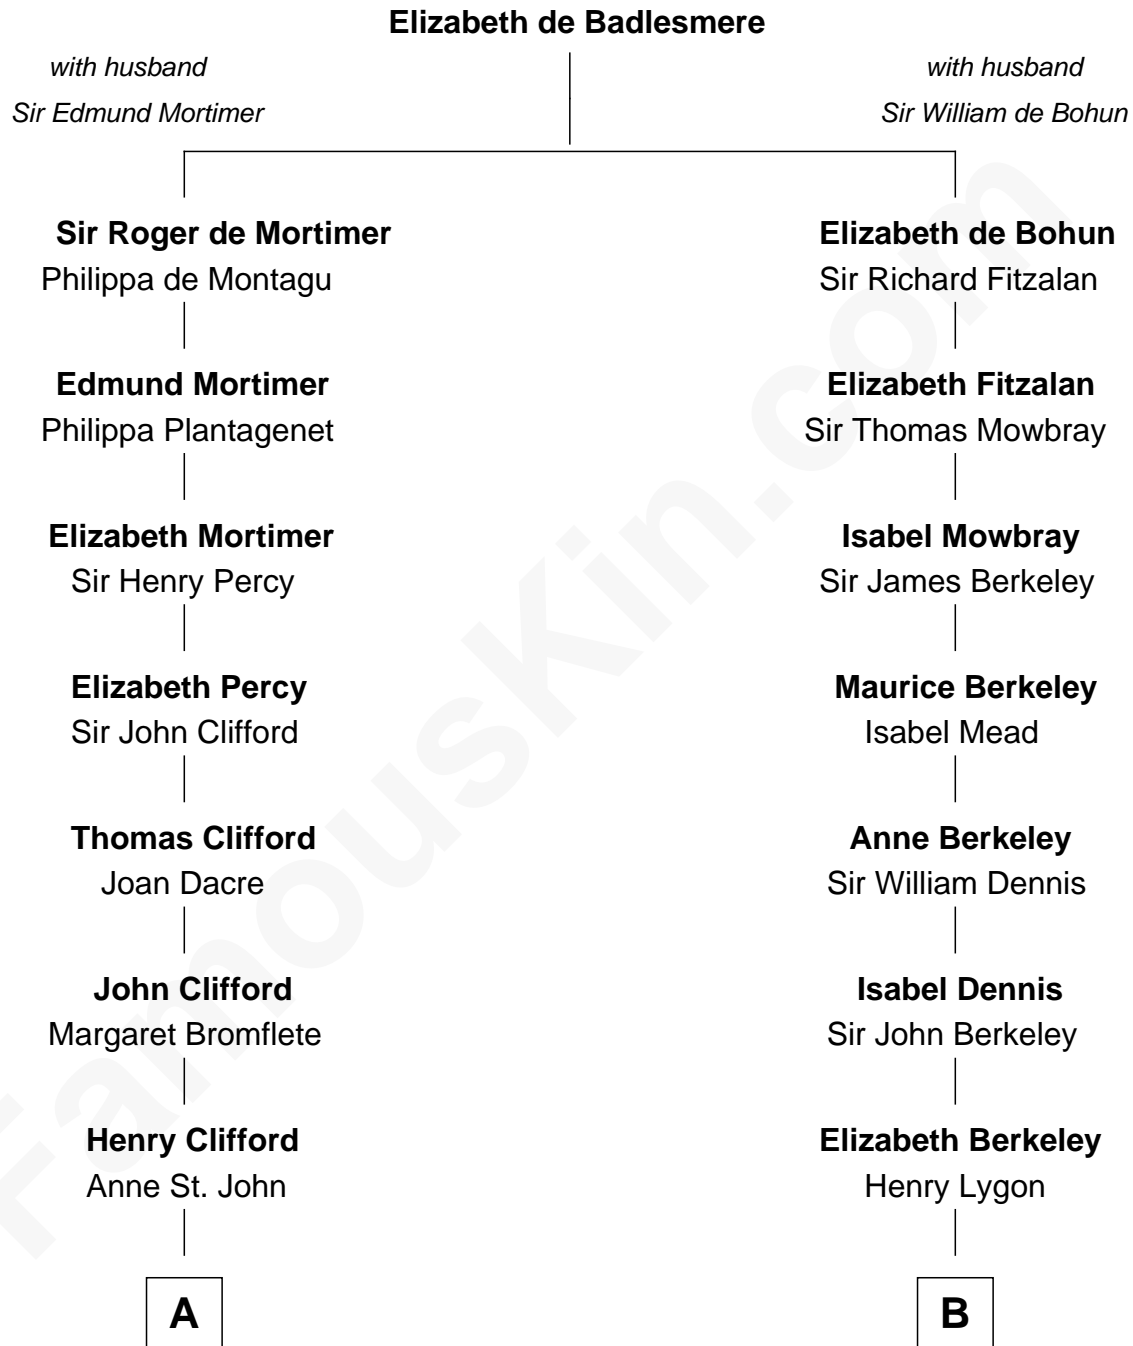 Elizabeth de Badlesmere
with husband
Sir Edmund Mortimer
with husband
Sir William de Bohun
Sir Roger de Mortimer
Philippa de Montagu
Elizabeth de Bohun
Sir Richard Fitzalan
Edmund Mortimer
Philippa Plantagenet
Elizabeth Fitzalan
Sir Thomas Mowbray
Elizabeth Mortimer
Sir Henry Percy
Isabel Mowbray
Sir James Berkeley
Elizabeth Percy
Sir John Clifford
Maurice Berkeley
Isabel Mead
Thomas Clifford
Joan Dacre
Anne Berkeley
Sir William Dennis
John Clifford
Margaret Bromflete
Isabel Dennis
Sir John Berkeley
Henry Clifford
Anne St. John
Elizabeth Berkeley
Henry Lygon
A
B
FamousKin.com